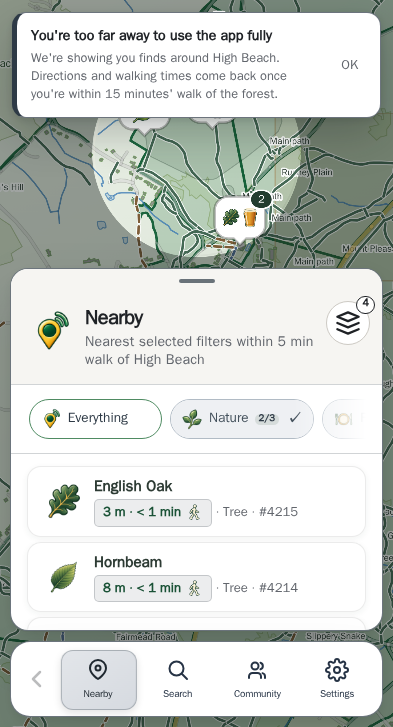 You're too far away to use the app fully
We're showing you finds around High Beach.
Directions and walking times come back once
you're within 15 minutes' walk of the forest.
OK
Main path
's Hill
Running Plain
2
Main path
Mount Pleas
Main path
4
Nearby
Nearest selected filters within 5 min
walk of High Beach
Everything
Nature 2/3 ✓
English Oak
3 m · < 1 min · Tree · #4215
Hornbeam
8 m · < 1 min · Tree · #4214
Fairmead Road
Slippery Snake
Nearby
Search
Community
Settings